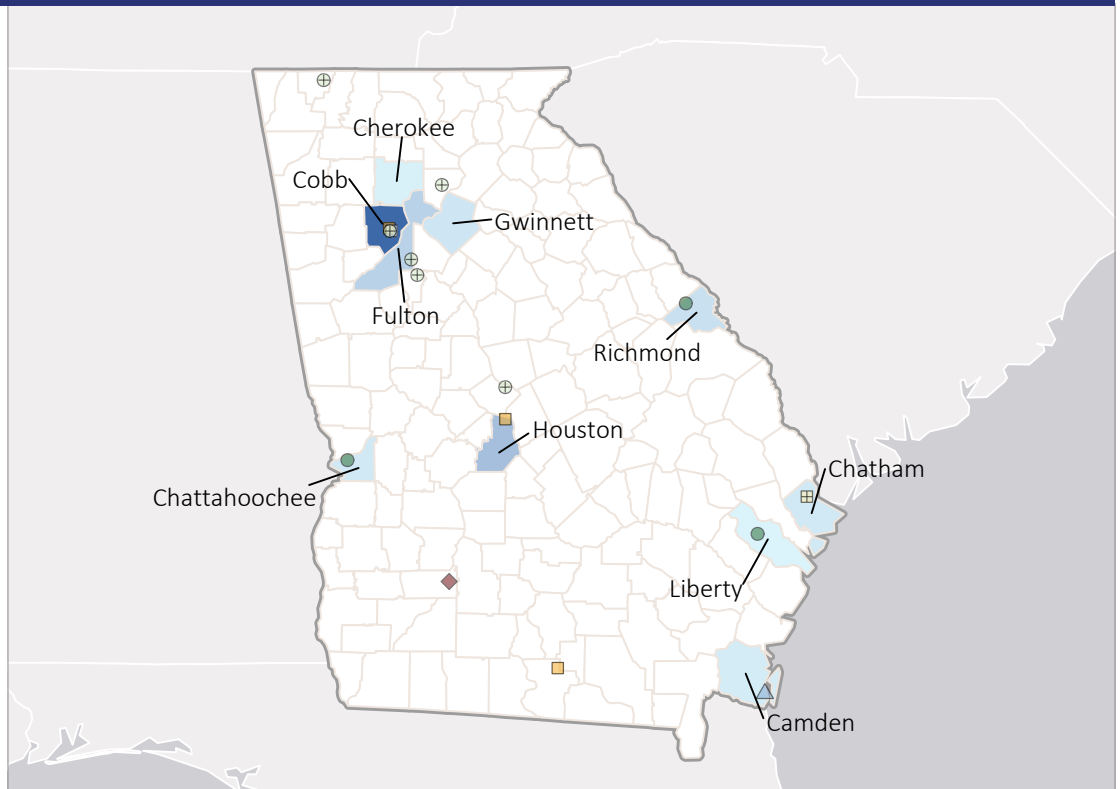 Cherokee
Cobb
Gwinnett
Fulton
Richmond
Houston
Chatham
Chattahoochee
Liberty
Camden